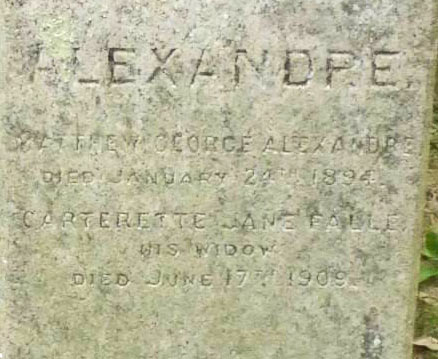 ALEXANDRE.
MATTHEW GEORGE ALEXANDRE
DIED JANUARY 24TH 1894.
CARTERETTE JANE FALLE,
HIS WIDOW
DIED JUNE 17TH 1909.